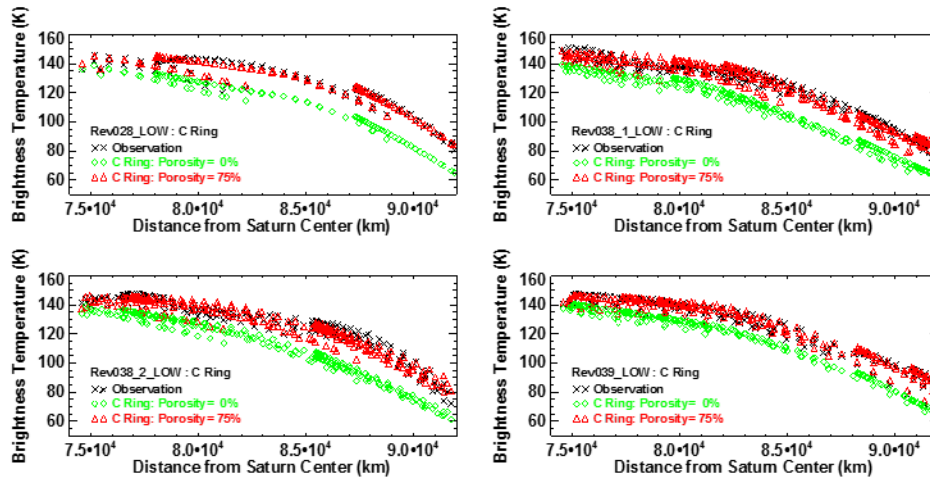 Brightness Temperature (K)
160
140
120
100
80
60
Rev028_LOW : C Ring
×× Observation
◇◇ C Ring: Porosity= 0%
△△ C Ring: Porosity= 75%
7.5•10⁴ 8.0•10⁴ 8.5•10⁴ 9.0•10⁴
Distance from Saturn Center (km)
Brightness Temperature (K)
160
140
120
100
80
60
Rev038_1_LOW : C Ring
×× Observation
◇◇ C Ring: Porosity= 0%
△△ C Ring: Porosity= 75%
7.5•10⁴ 8.0•10⁴ 8.5•10⁴ 9.0•10⁴
Distance from Saturn Center (km)
Brightness Temperature (K)
160
140
120
100
80
60
Rev038_2_LOW : C Ring
×× Observation
◇◇ C Ring: Porosity= 0%
△△ C Ring: Porosity= 75%
7.5•10⁴ 8.0•10⁴ 8.5•10⁴ 9.0•10⁴
Distance from Saturn Center (km)
Brightness Temperature (K)
160
140
120
100
80
60
Rev039_LOW : C Ring
×× Observation
◇◇ C Ring: Porosity= 0%
△△ C Ring: Porosity= 75%
7.5•10⁴ 8.0•10⁴ 8.5•10⁴ 9.0•10⁴
Distance from Saturn Center (km)